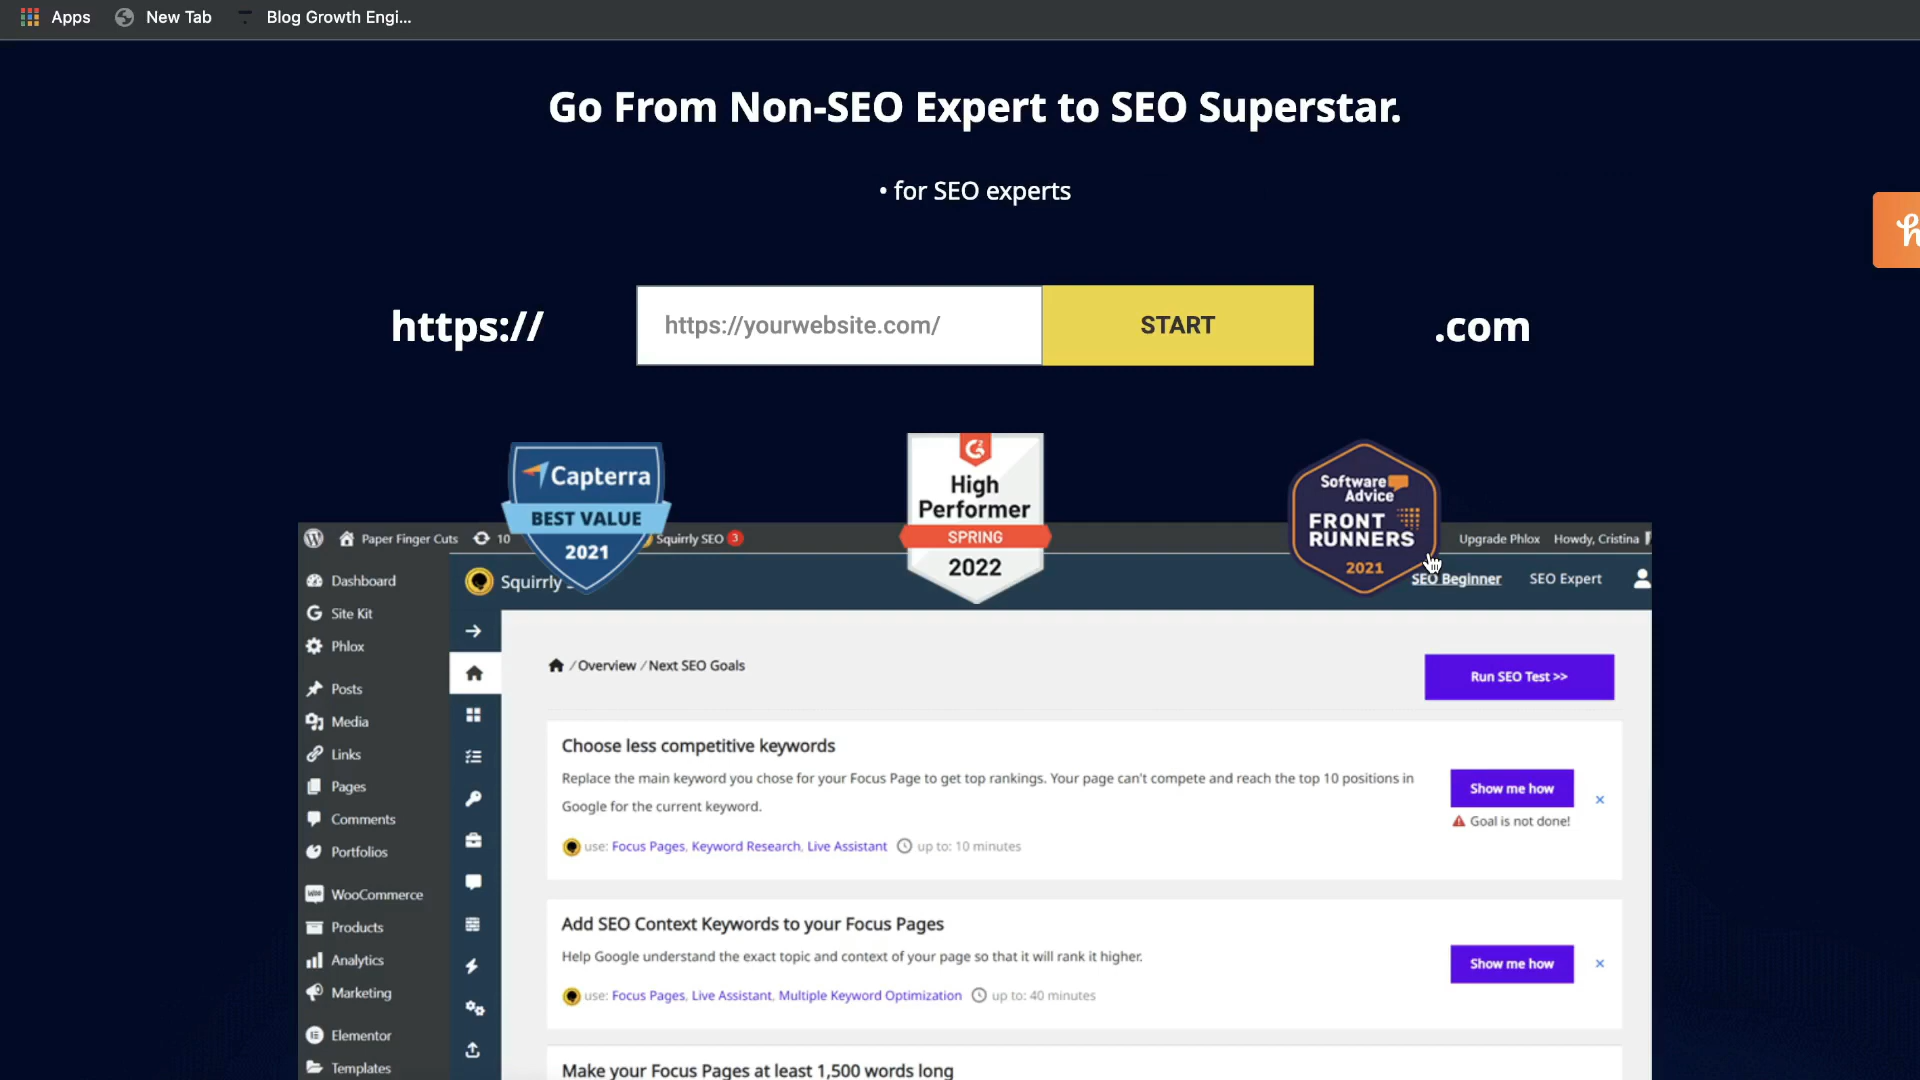 Apps
New Tab
Blog Growth Engi...
Go From Non-SEO Expert to SEO Superstar.
• for SEO experts
https://
https://yourwebsite.com/
START
.com
Capterra
BEST VALUE
2021
High
Performer
SPRING
2022
Software
Advice
FRONT
RUNNERS
2021
Paper Finger Cuts
10
Squirrly SEO 3
Upgrade Phlox
Howdy, Cristina
Squirrly
SEO Beginner
SEO Expert
Dashboard
Site Kit
Phlox
Posts
Media
Links
Pages
Comments
Portfolios
WooCommerce
Products
Analytics
Marketing
Elementor
Templates
/ Overview / Next SEO Goals
Run SEO Test >>
Choose less competitive keywords
Replace the main keyword you chose for your Focus Page to get top rankings. Your page can't compete and reach the top 10 positions in
Google for the current keyword.
use: Focus Pages, Keyword Research, Live Assistant up to: 10 minutes
Show me how
Goal is not done!
Add SEO Context Keywords to your Focus Pages
Help Google understand the exact topic and context of your page so that it will rank it higher.
use: Focus Pages, Live Assistant, Multiple Keyword Optimization up to: 40 minutes
Show me how
Make your Focus Pages at least 1,500 words long